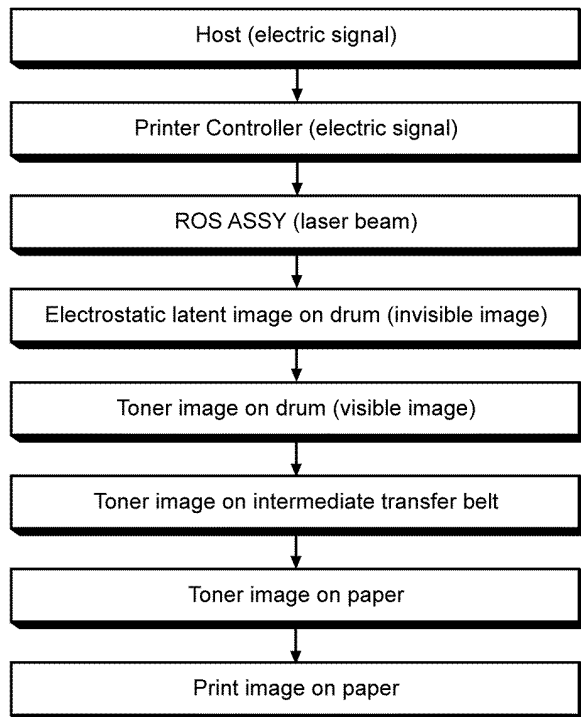 Host (electric signal)
Printer Controller (electric signal)
ROS ASSY (laser beam)
Electrostatic latent image on drum (invisible image)
Toner image on drum (visible image)
Toner image on intermediate transfer belt
Toner image on paper
Print image on paper